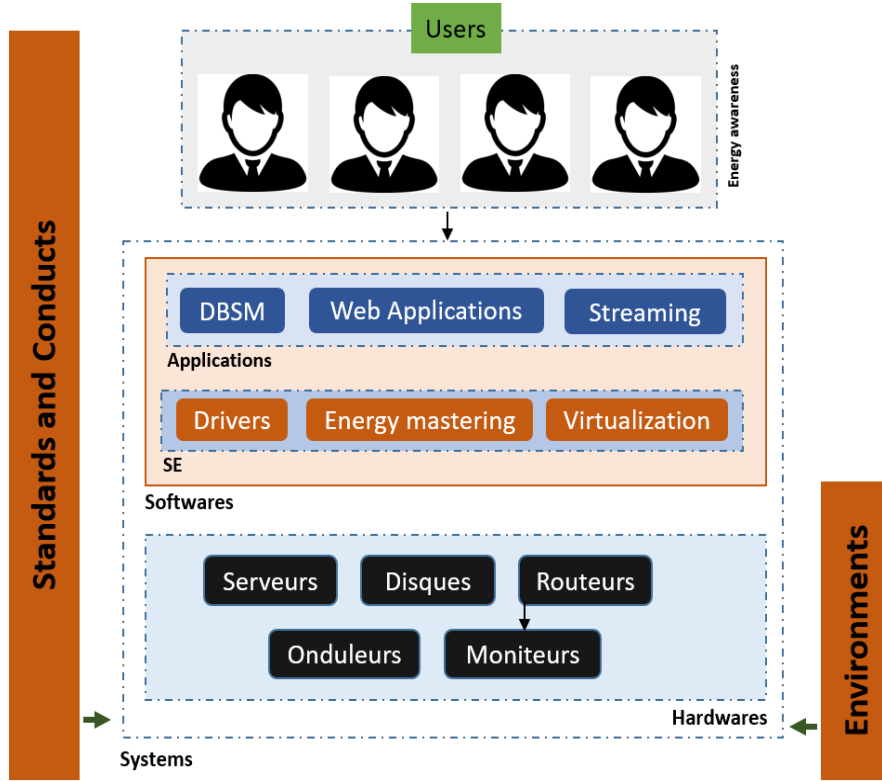 Users
Energy awareness
Standards and Conducts
DBSM
Web Applications
Streaming
Applications
Drivers
Energy mastering
Virtualization
SE
Softwares
Serveurs
Disques
Routeurs
Onduleurs
Moniteurs
Hardwares
Systems
Environments